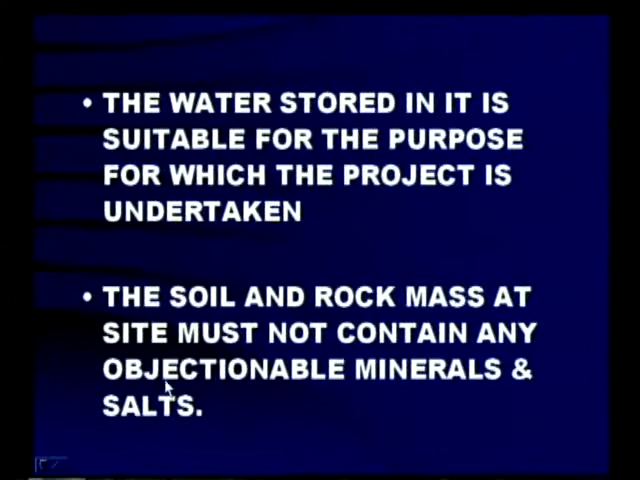 • THE WATER STORED IN IT IS
SUITABLE FOR THE PURPOSE
FOR WHICH THE PROJECT IS
UNDERTAKEN
• THE SOIL AND ROCK MASS AT
SITE MUST NOT CONTAIN ANY
OBJECTIONABLE MINERALS &
SALTS.